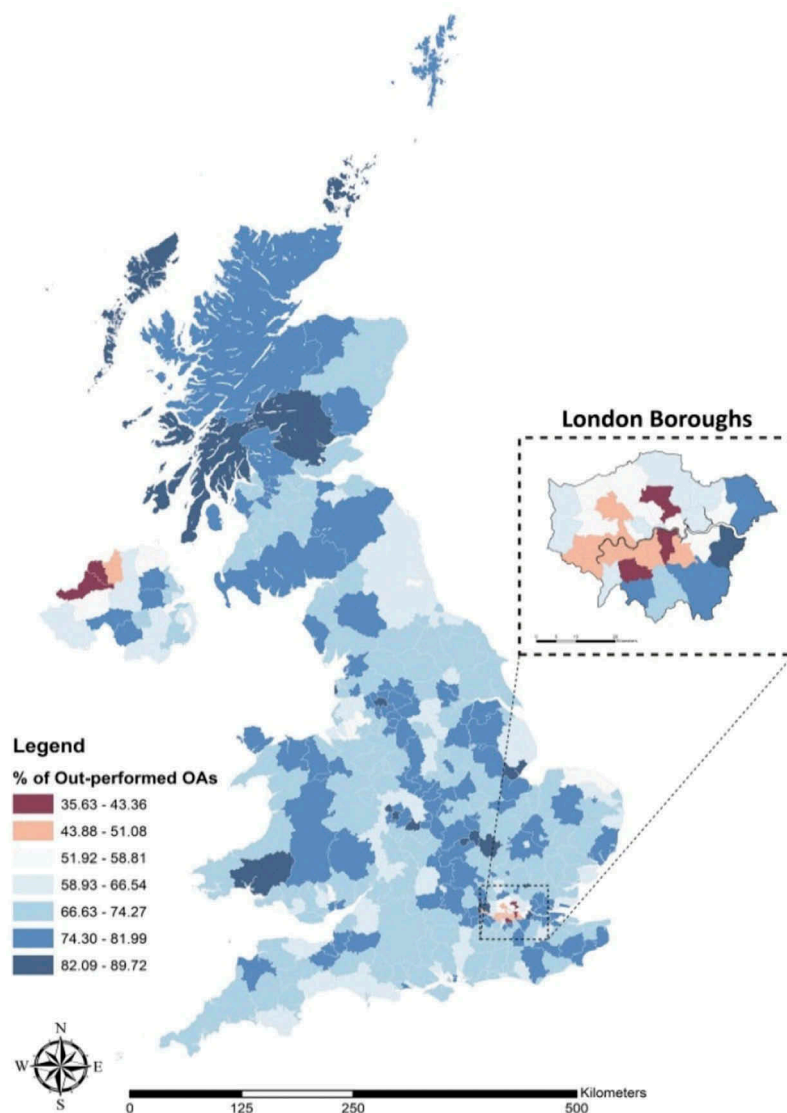 London Boroughs
Kilometers
Legend
% of Out-performed OAs
35.63 - 43.36
43.88 - 51.08
51.92 - 58.81
58.93 - 66.54
66.63 - 74.27
74.30 - 81.99
82.09 - 89.72
N
W E
S
Kilometers
0 125 250 500